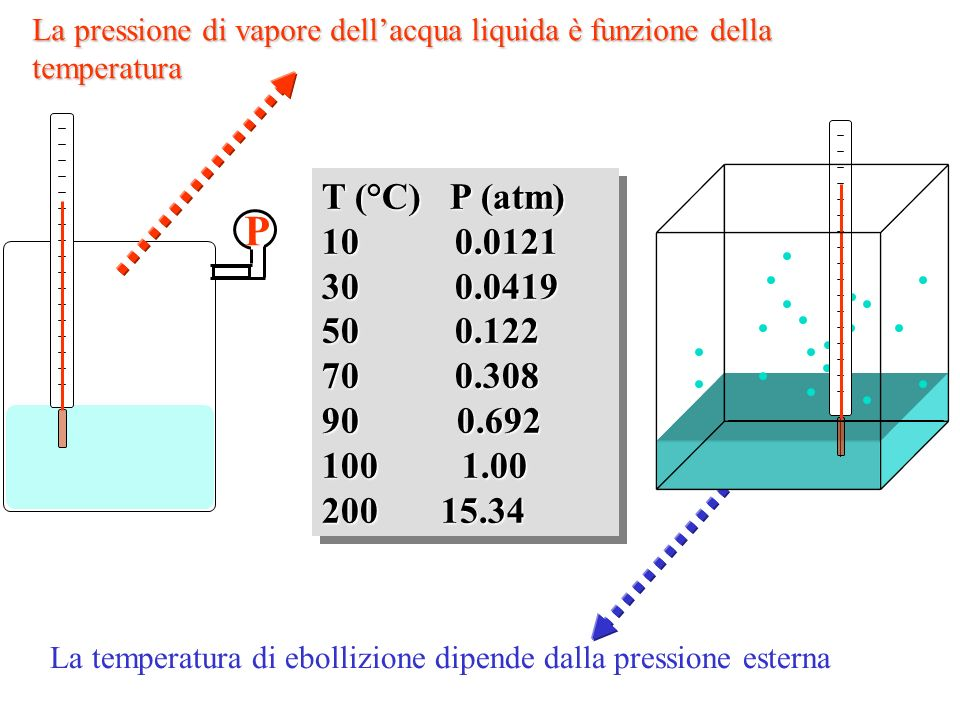 La pressione di vapore dell’acqua liquida è funzione della
temperatura
P
T (°C) P (atm)
10 0.0121
30 0.0419
50 0.122
70 0.308
90 0.692
100 1.00
200 15.34
La temperatura di ebollizione dipende dalla pressione esterna